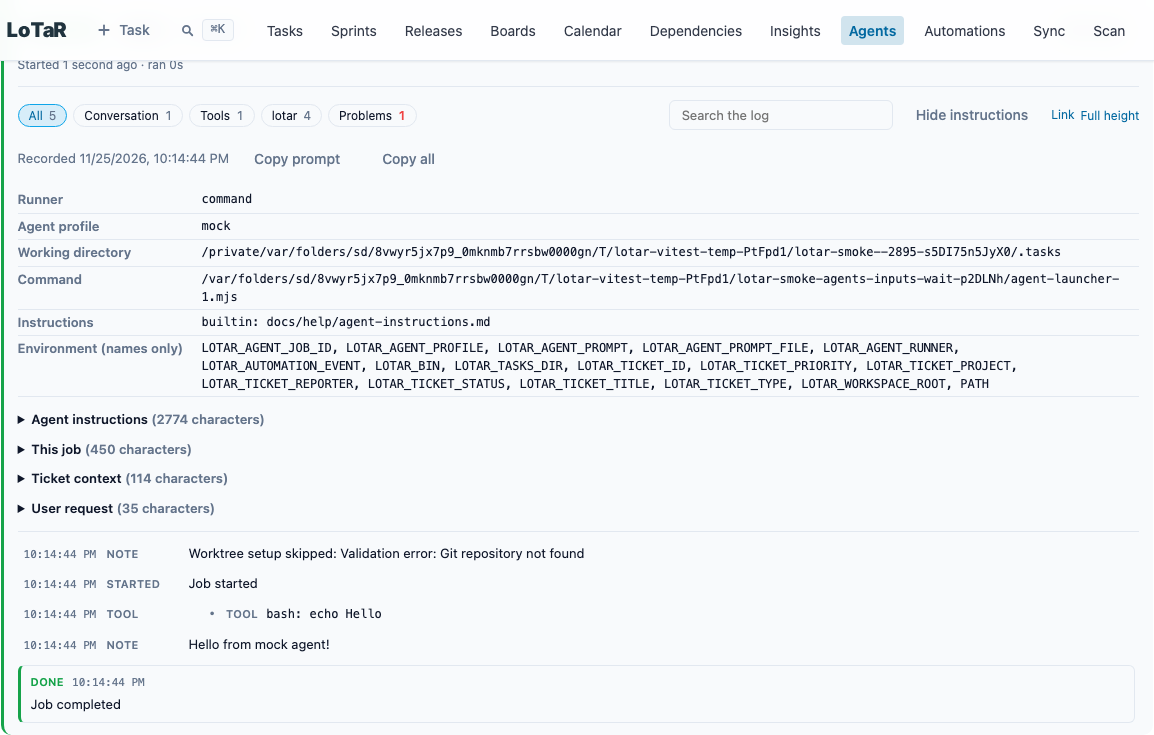 LoTaR
+ Task
⌘K
Tasks
Sprints
Releases
Boards
Calendar
Dependencies
Insights
Agents
Automations
Sync
Scan
Started 1 second ago · ran 0s
All 5
Conversation 1
Tools 1
lotar 4
Problems 1
Search the log
Hide instructions
Link
Full height
Recorded 11/25/2026, 10:14:44 PM
Copy prompt
Copy all
Runner
command
Agent profile
mock
Working directory
/private/var/folders/sd/8vwyr5jx7p9_0mknmb7rrsbw0000gn/T/lotar-vitest-temp-PtFpd1/lotar-smoke--2895-s5DI75n5JyX0/.tasks
Command
/var/folders/sd/8vwyr5jx7p9_0mknmb7rrsbw0000gn/T/lotar-vitest-temp-PtFpd1/lotar-smoke-agents-inputs-wait-p2DLNh/agent-launcher-
1.mjs
Instructions
builtin: docs/help/agent-instructions.md
Environment (names only)
LOTAR_AGENT_JOB_ID, LOTAR_AGENT_PROFILE, LOTAR_AGENT_PROMPT, LOTAR_AGENT_PROMPT_FILE, LOTAR_AGENT_RUNNER,
LOTAR_AUTOMATION_EVENT, LOTAR_BIN, LOTAR_TASKS_DIR, LOTAR_TICKET_ID, LOTAR_TICKET_PRIORITY, LOTAR_TICKET_PROJECT,
LOTAR_TICKET_REPORTER, LOTAR_TICKET_STATUS, LOTAR_TICKET_TITLE, LOTAR_TICKET_TYPE, LOTAR_WORKSPACE_ROOT, PATH
▶ Agent instructions (2774 characters)
▶ This job (450 characters)
▶ Ticket context (114 characters)
▶ User request (35 characters)
10:14:44 PM NOTE Worktree setup skipped: Validation error: Git repository not found
10:14:44 PM STARTED Job started
10:14:44 PM TOOL • TOOL bash: echo Hello
10:14:44 PM NOTE Hello from mock agent!
DONE 10:14:44 PM
Job completed